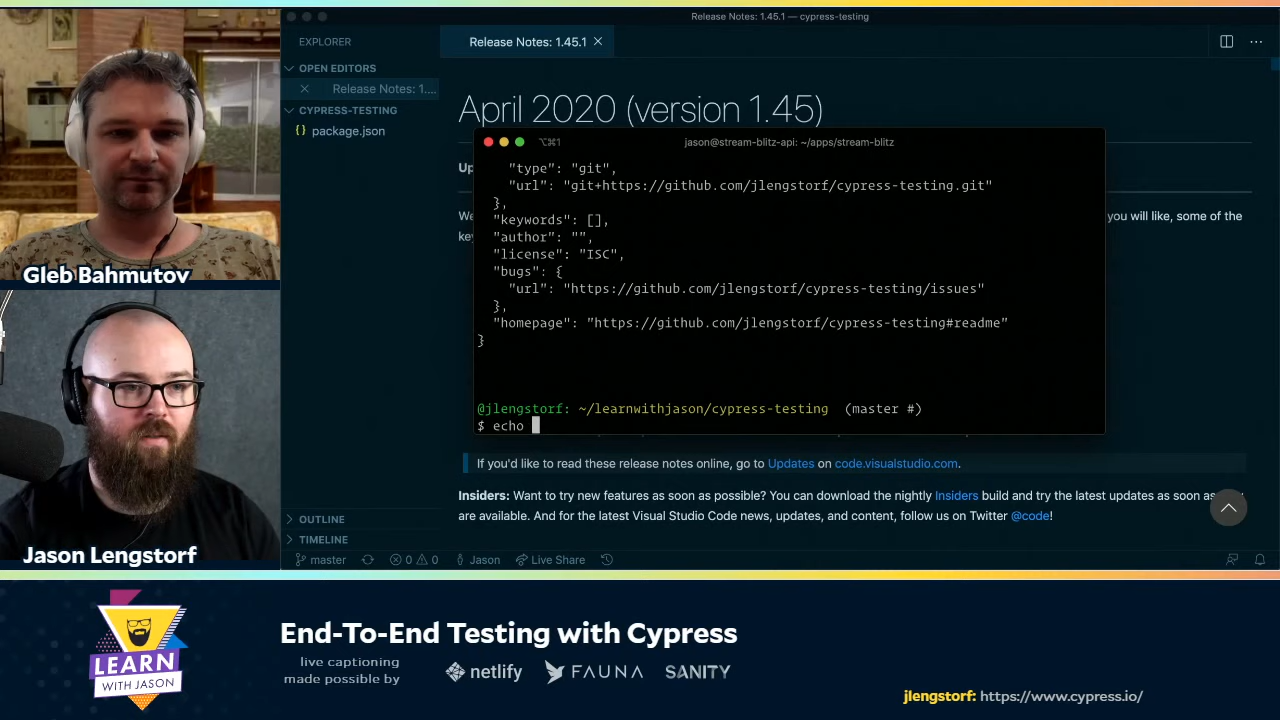 Gleb Bahmutov
Jason Lengstorf
Release Notes: 1.45.1 — cypress-testing
EXPLORER
OPEN EDITORS
Release Notes: 1....
CYPRESS-TESTING
{} package.json
OUTLINE
TIMELINE
Release Notes: 1.45.1
April 2020 (version 1.45)
Up
We
you will like, some of the
key
⌥⌘1
jason@stream-blitz-api: ~/apps/stream-blitz
"type": "git",
"url": "git+https://github.com/jlengstorf/cypress-testing.git"
},
"keywords": [],
"author": "",
"license": "ISC",
"bugs": {
"url": "https://github.com/jlengstorf/cypress-testing/issues"
},
"homepage": "https://github.com/jlengstorf/cypress-testing#readme"
}
@jlengstorf: ~/learnwithjason/cypress-testing (master #)
$ echo
If you'd like to read these release notes online, go to Updates on code.visualstudio.com.
Insiders: Want to try new features as soon as possible? You can download the nightly Insiders build and try the latest updates as soon as
are available. And for the latest Visual Studio Code news, updates, and content, follow us on Twitter @code!
master 0 0 Jason Live Share
LEARN
WITH JASON
End-To-End Testing with Cypress
live captioning
made possible by
netlify
FAUNA
SANITY
jlengstorf: https://www.cypress.io/